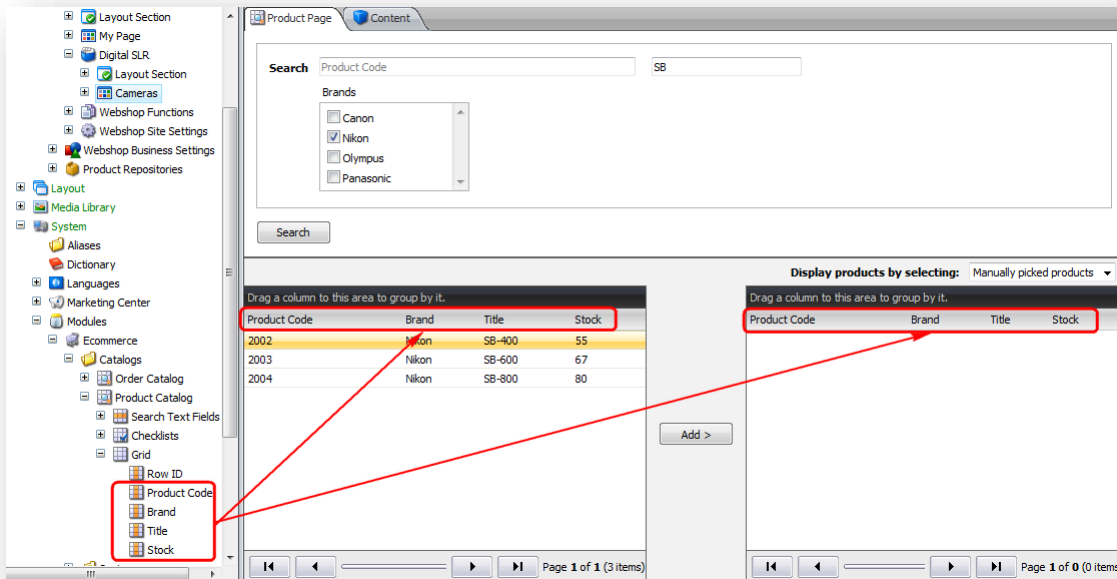 Layout Section
My Page
Digital SLR
Layout Section
Cameras
Webshop Functions
Webshop Site Settings
Webshop Business Settings
Product Repositories
Layout
Media Library
System
Aliases
Dictionary
Languages
Marketing Center
Modules
Ecommerce
Catalogs
Order Catalog
Product Catalog
Search Text Fields
Checklists
Grid
Row ID
Product Code
Brand
Title
Stock
Product Page Content
Search Product Code SB
Brands
Canon
Nikon
Olympus
Panasonic
Search
Display products by selecting: Manually picked products
Drag a column to this area to group by it.
Product Code Brand Title Stock
2002 Nikon SB-400 55
2003 Nikon SB-600 67
2004 Nikon SB-800 80
Page 1 of 1 (3 items)
Add >
Drag a column to this area to group by it.
Product Code Brand Title Stock
Page 1 of 0 (0 items